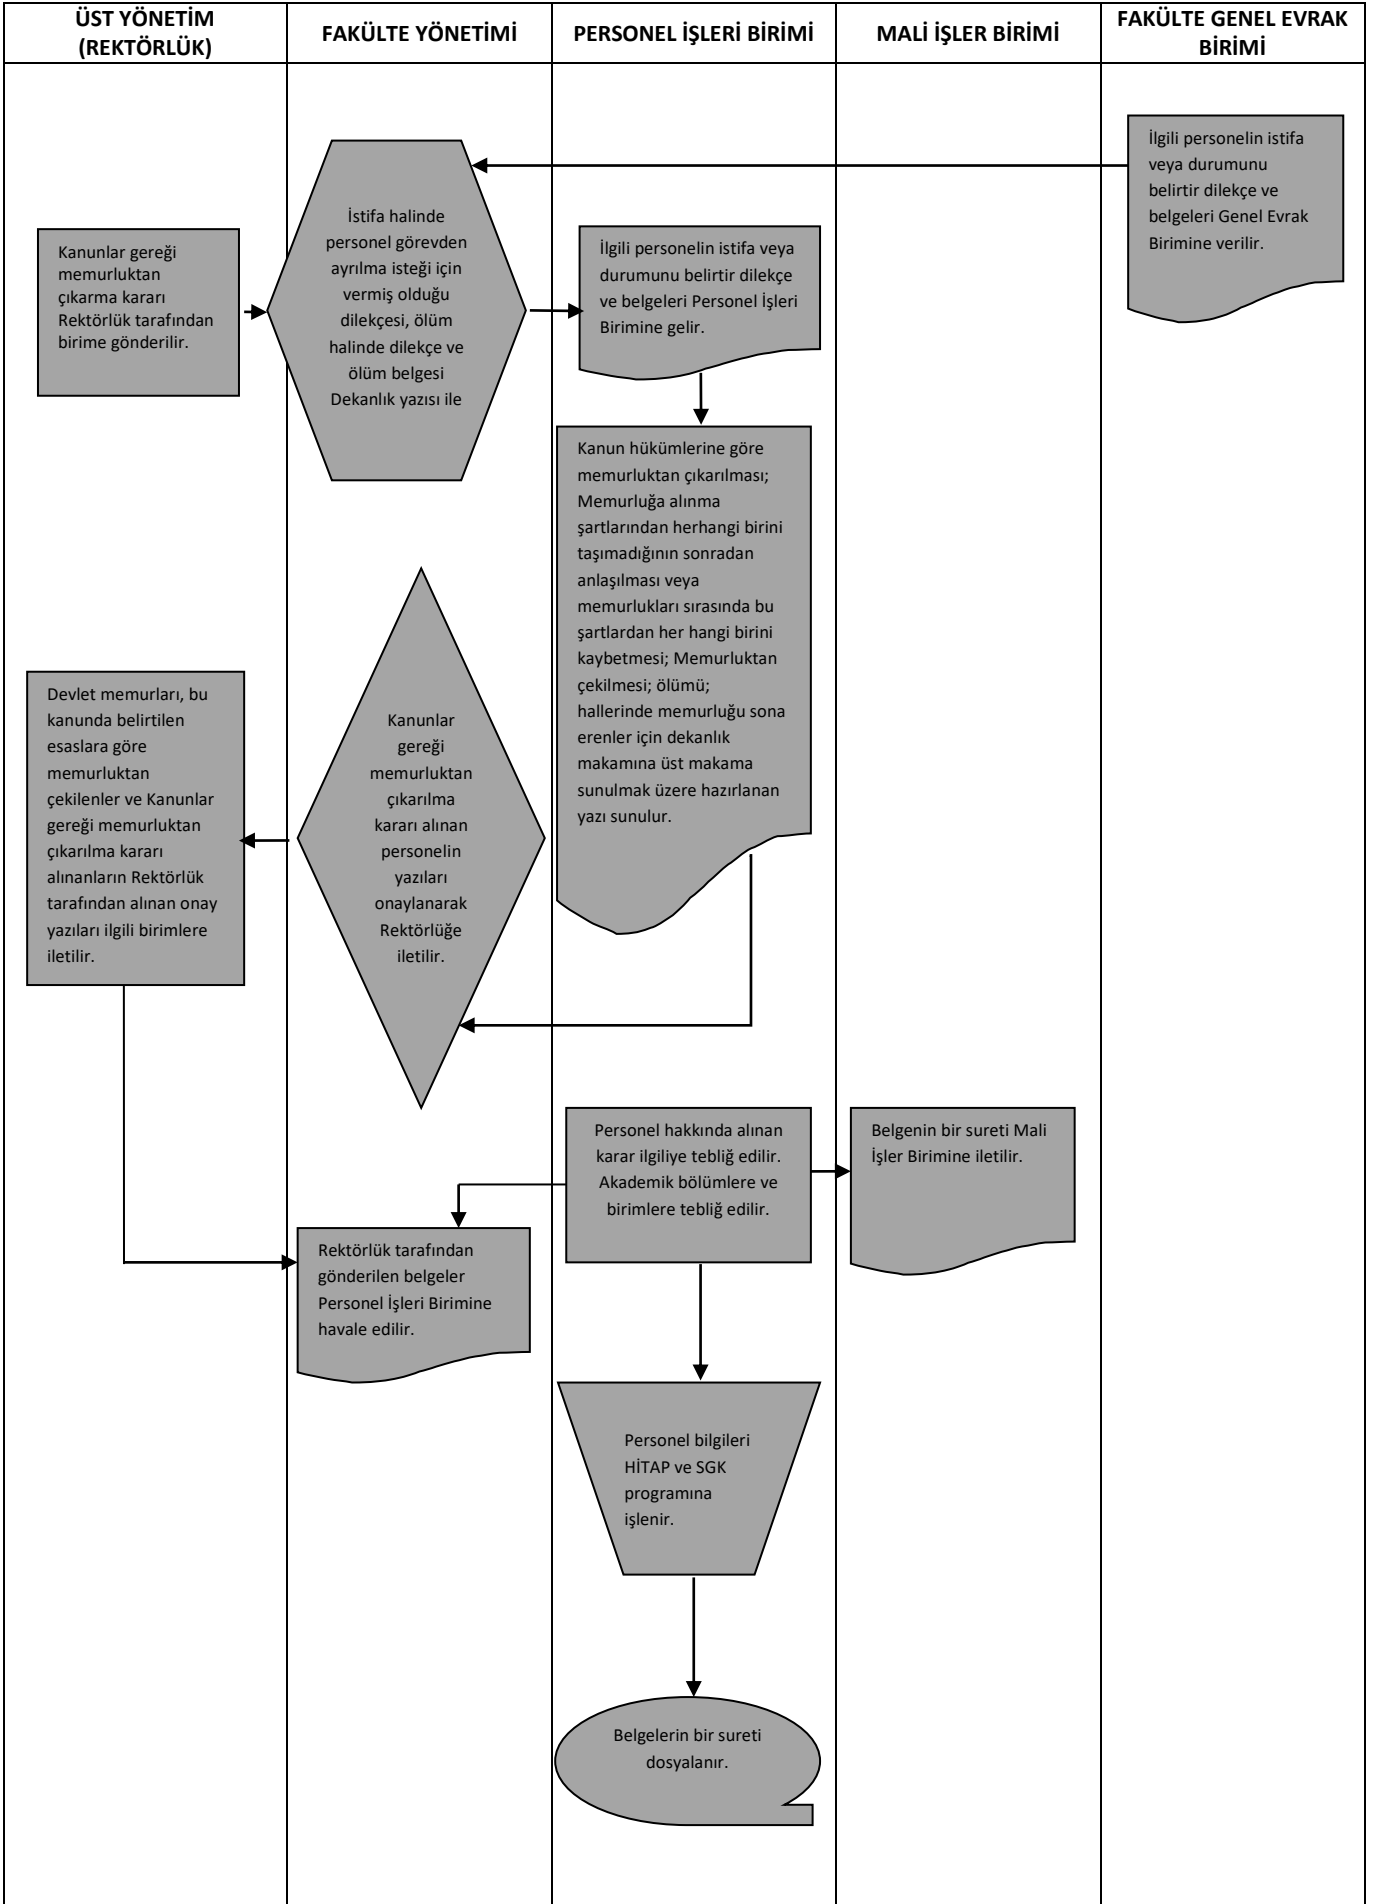 ÜST YÖNETİM
(REKTÖRLÜK)
FAKÜLTE YÖNETİMİ
PERSONEL İŞLERİ BİRİMİ
MALİ İŞLER BİRİMİ
FAKÜLTE GENEL EVRAK
BİRİMİ
İlgili personelin istifa
veya durumunu
belirtir dilekçe ve
belgeleri Genel Evrak
Birimine verilir.
Kanunlar gereği
memurluktan
çıkarma kararı
Rektörlük tarafından
birime gönderilir.
İstifa halinde
personel görevden
ayrılma isteği için
vermiş olduğu
dilekçesi, ölüm
halinde dilekçe ve
ölüm belgesi
Dekanlık yazısı ile
İlgili personelin istifa veya
durumunu belirtir dilekçe
ve belgeleri Personel İşleri
Birimine gelir.
Kanun hükümlerine göre
memurluktan çıkarılması;
Memurluğa alınma
şartlarından herhangi birini
taşımadığının sonradan
anlaşılması veya
memurlukları sırasında bu
şartlardan her hangi birini
kaybetmesi; Memurluktan
çekilmesi; ölümü;
hallerinde memurluğu sona
erenler için dekanlık
makamına üst makama
sunulmak üzere hazırlanan
yazı sunulur.
Kanunlar
gereği
memurluktan
çıkarılma
kararı alınan
personelin
yazıları
onaylanarak
Rektörlüğe
iletilir.
Devlet memurları, bu
kanunda belirtilen
esaslara göre
memurluktan
çekilenler ve Kanunlar
gereği memurluktan
çıkarılma kararı
alınanların Rektörlük
tarafından alınan onay
yazıları ilgili birimlere
iletilir.
Personel hakkında alınan
karar ilgiliye tebliğ edilir.
Akademik bölümlere ve
birimlere tebliğ edilir.
Belgenin bir sureti Mali
İşler Birimine iletilir.
Rektörlük tarafından
gönderilen belgeler
Personel İşleri Birimine
havale edilir.
Personel bilgileri
HİTAP ve SGK
programına
işlenir.
Belgelerin bir sureti
dosyalanır.